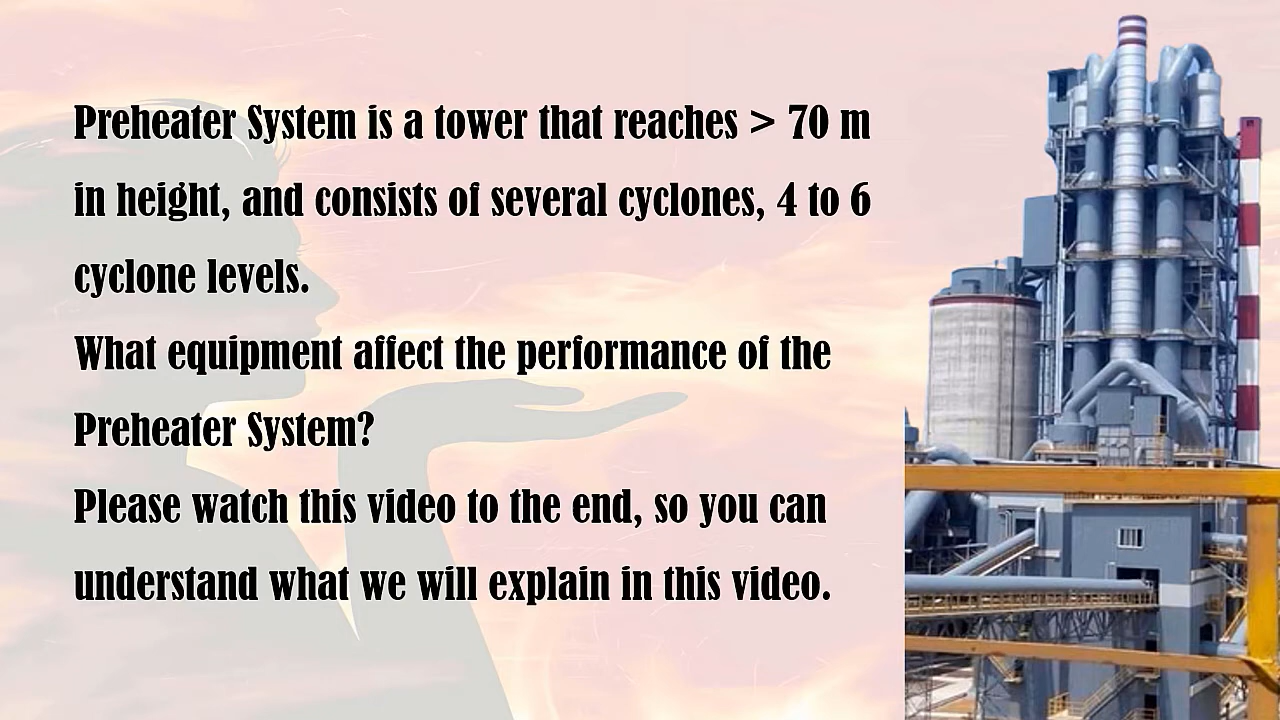 Preheater System is a tower that reaches > 70 m
in height, and consists of several cyclones, 4 to 6
cyclone levels.
What equipment affect the performance of the
Preheater System?
Please watch this video to the end, so you can
understand what we will explain in this video.